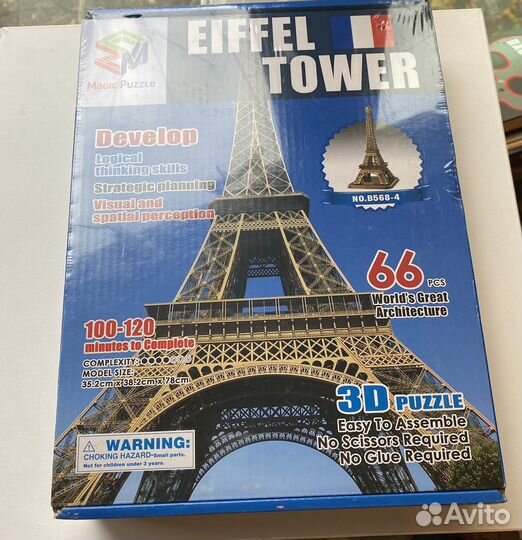 EIFFEL
TOWER
SM
Magic Puzzle
Develop
Logical
thinking skills
Strategic planning
Visual and
spatial perception
NO.B568-4
66 PCS
World's Great
Architecture
100-120
minutes to Complete
COMPLEXITY:
MODEL SIZE:
35.2cm x 38.2cm x 78cm
3D PUZZLE
Easy To Assemble
No Scissors Required
No Glue Required
WARNING:
CHOKING HAZARD-Small parts.
Not for children under 3 years.
Avito